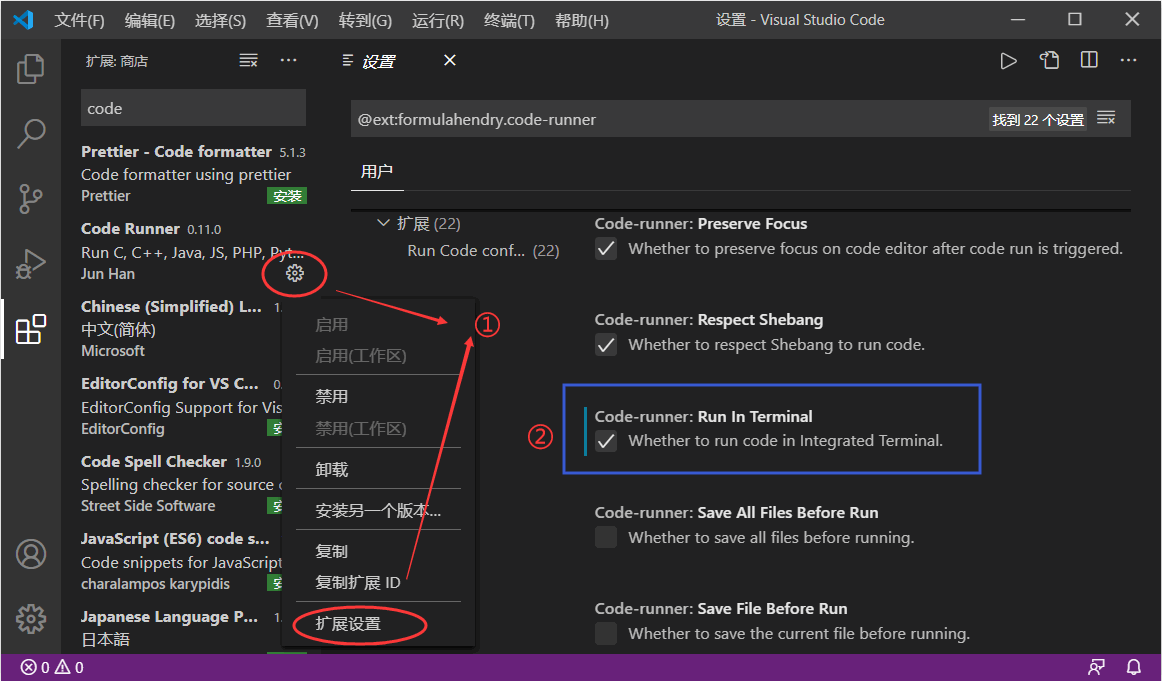 文件(F) 编辑(E) 选择(S) 查看(V) 转到(G) 运行(R) 终端(T) 帮助(H) 设置 - Visual Studio Code
扩展: 商店
code
Prettier - Code formatter 5.1.3
Code formatter using prettier
Prettier 安装
Code Runner 0.11.0
Run C, C++, Java, JS, PHP, Pyt...
Jun Han
Chinese (Simplified) L... 1.
中文(简体)
Microsoft
EditorConfig for VS C... 0.
EditorConfig Support for Vis
EditorConfig
Code Spell Checker 1.9.0
Spelling checker for source
Street Side Software
JavaScript (ES6) code s...
Code snippets for JavaScript
charalampos karypidis
Japanese Language P... 1.
日本語
启用
启用(工作区)
禁用
禁用(工作区)
卸载
安装另一个版本...
复制
复制扩展 ID
扩展设置
①
设置
@ext:formulahendry.code-runner 找到 22 个设置
用户
扩展 (22)
Run Code conf... (22)
Code-runner: Preserve Focus
Whether to preserve focus on code editor after code run is triggered.
Code-runner: Respect Shebang
Whether to respect Shebang to run code.
②
Code-runner: Run In Terminal
Whether to run code in Integrated Terminal.
Code-runner: Save All Files Before Run
Whether to save all files before running.
Code-runner: Save File Before Run
Whether to save the current file before running.
0 0